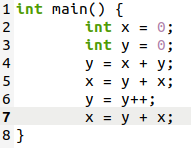 1 int main() {
2         int x = 0;
3         int y = 0;
4         y = x + y;
5         x = y + x;
6         y = y++;
7         x = y + x;
8 }